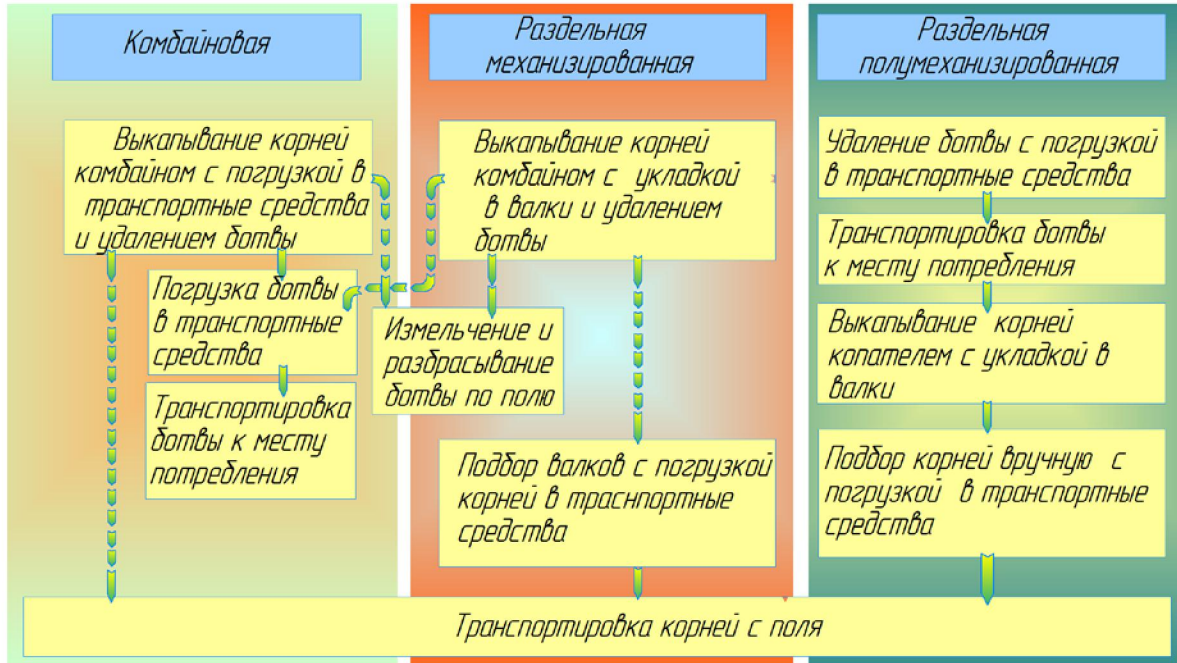 Комбайновая
Выкапывание корней
комбайном с погрузкой в
транспортные средства
и удалением ботвы
Погрузка ботвы
в транспортные
средства
Транспортировка
ботвы к месту
потребления
Раздельная
механизированная
Выкапывание корней
комбайном с укладкой
в валки и удалением
ботвы
Измельчение и
разбрасывание
ботвы по полю
Подбор валков с погрузкой
корней в траснпортные
средства
Раздельная
полумеханизированная
Удаление ботвы с погрузкой
в транспортные средства
Транспортировка ботвы
к месту потребления
Выкапывание корней
копателем с укладкой в
валки
Подбор корней вручную с
погрузкой в транспортные
средства
Транспортировка корней с поля